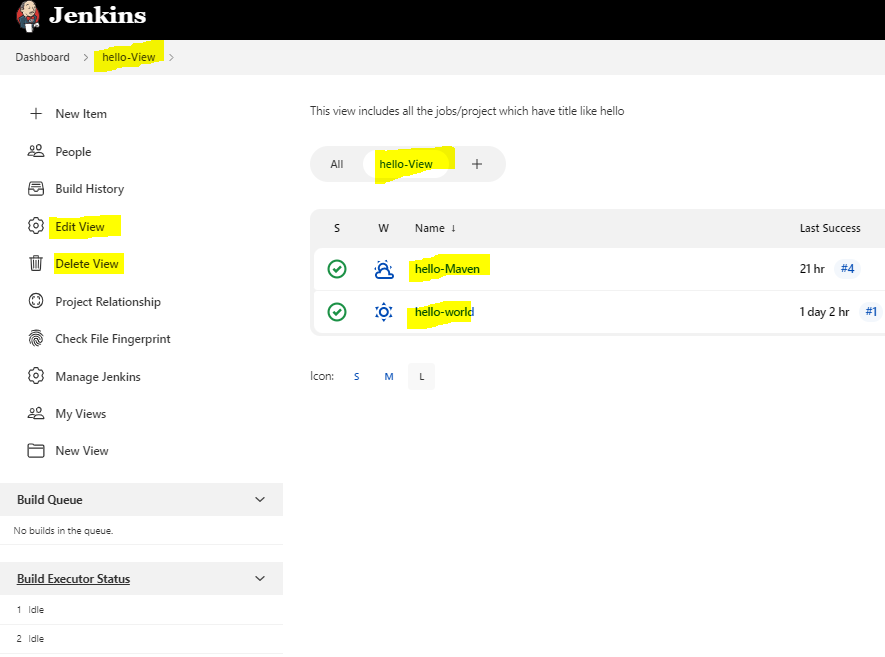 Jenkins
Dashboard > hello-View >
New Item
People
Build History
Edit View
Delete View
Project Relationship
Check File Fingerprint
Manage Jenkins
My Views
New View
Build Queue
No builds in the queue.
Build Executor Status
1 Idle
2 Idle
This view includes all the jobs/project which have title like hello
All hello-View +
S W Name ↓ Last Success
hello-Maven 21 hr #4
hello-world 1 day 2 hr #1
Icon: S M L